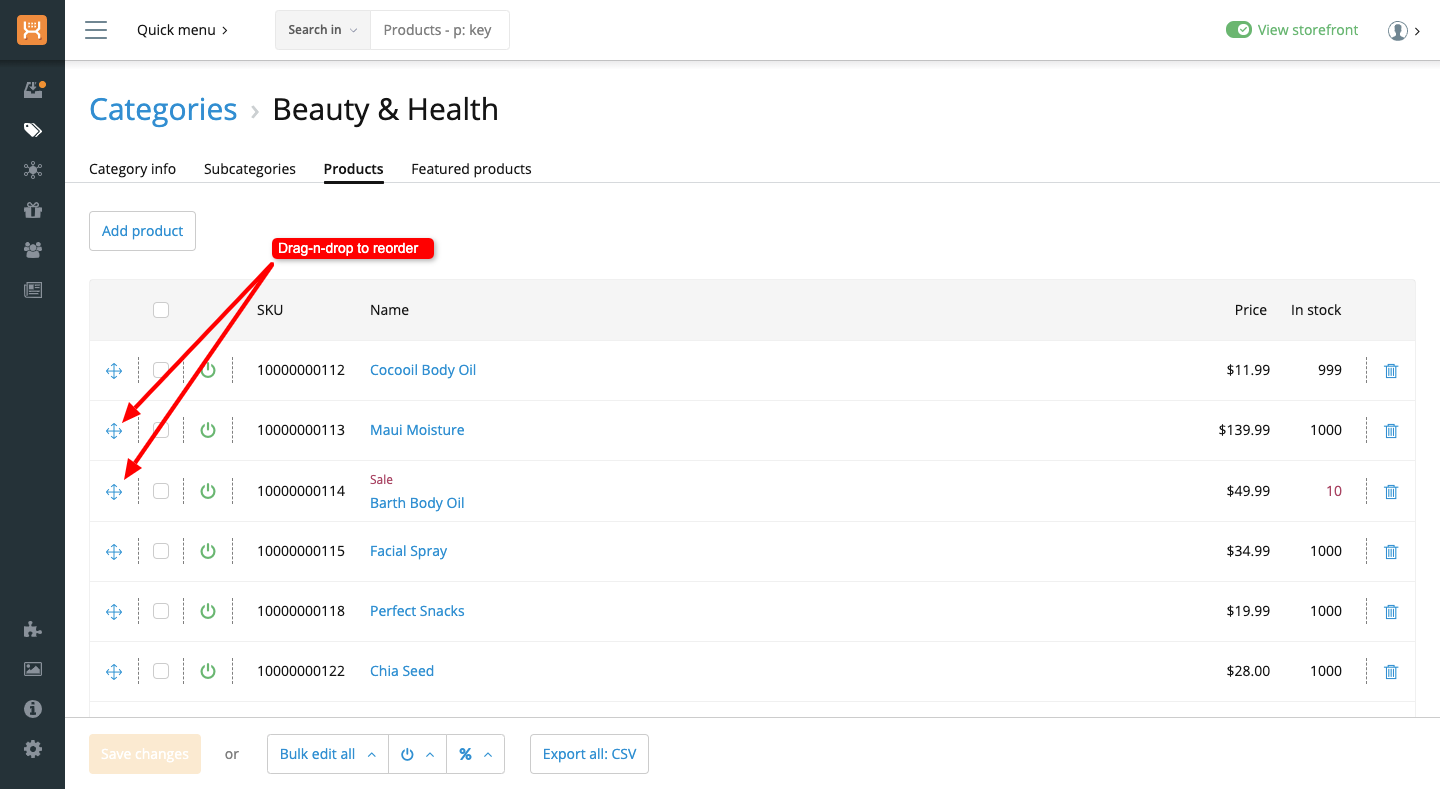 Quick menu
Search in
Products - p: key
View storefront
Categories › Beauty & Health
Category info Subcategories Products Featured products
Add product
Drag-n-drop to reorder
SKU Name Price In stock
10000000112 Cocooil Body Oil $11.99 999
10000000113 Maui Moisture $139.99 1000
Sale
10000000114 Barth Body Oil $49.99 10
10000000115 Facial Spray $34.99 1000
10000000118 Perfect Snacks $19.99 1000
10000000122 Chia Seed $28.00 1000
Save changes or Bulk edit all % Export all: CSV